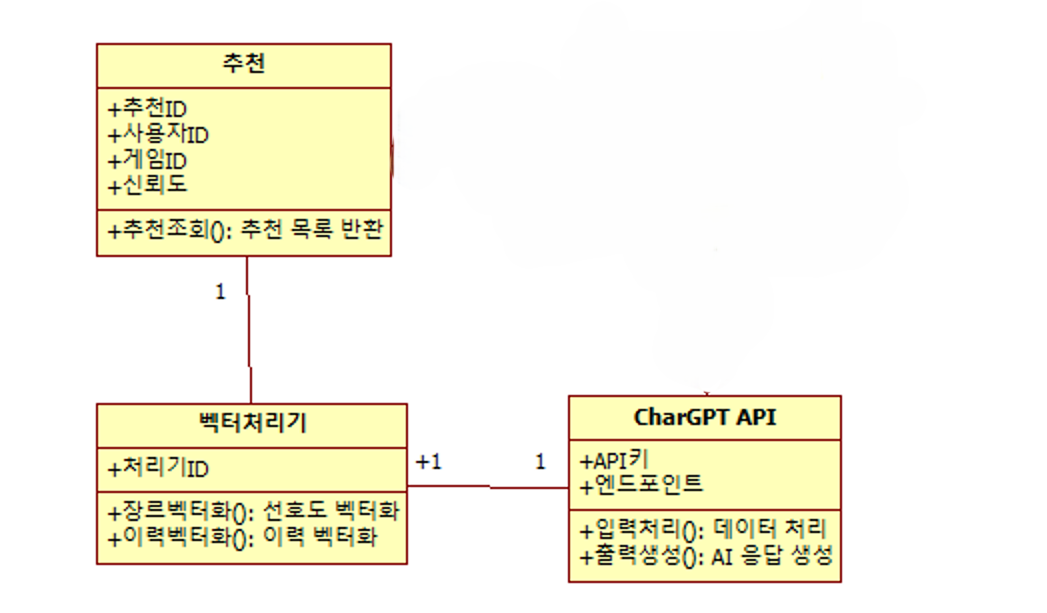 추천
+추천ID
+사용자ID
+게임ID
+신뢰도
+추천조회(): 추천 목록 반환
1
벡터처리기
+처리기ID
+장르벡터화(): 선호도 벡터화
+이력벡터화(): 이력 벡터화
+1
1
CharGPT API
+API키
+엔드포인트
+입력처리(): 데이터 처리
+출력생성(): AI 응답 생성